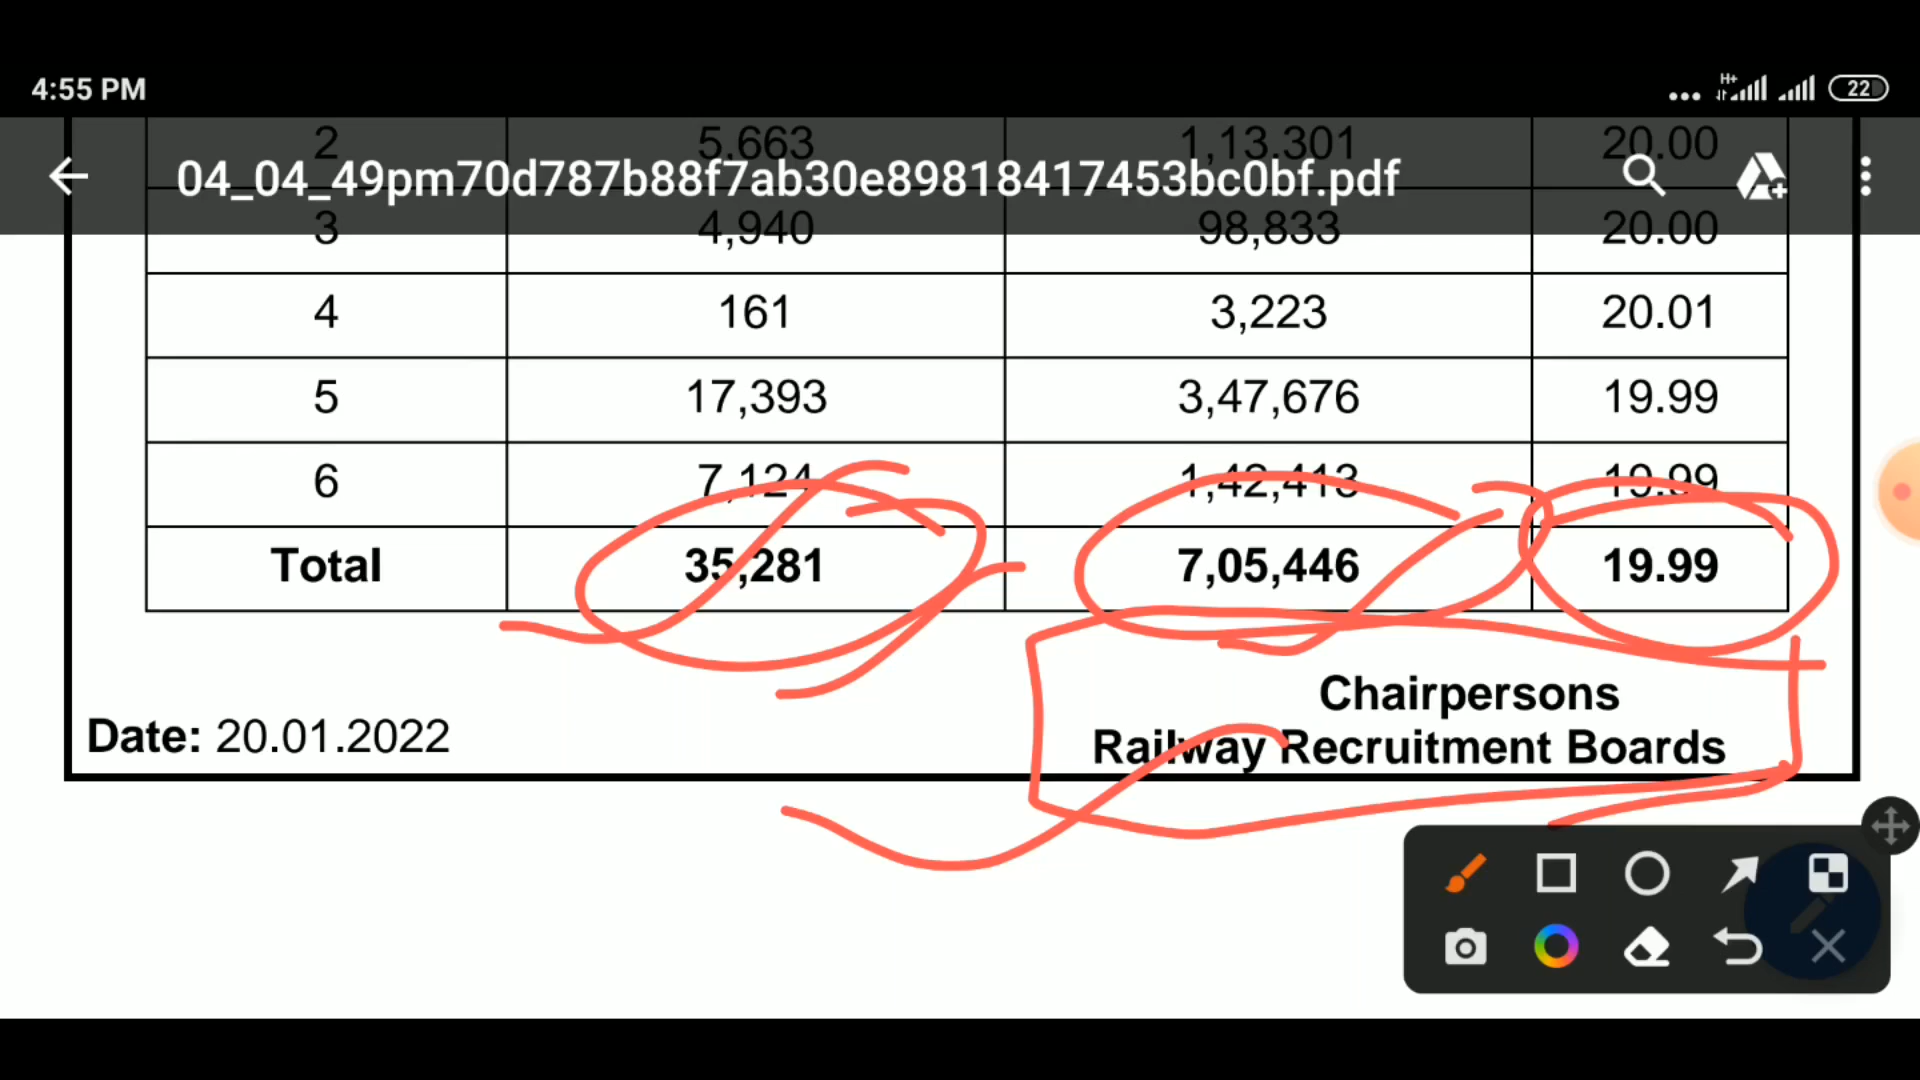 4:55 PM
H+
22
2 5,663 1,13,301 20.00
04_04_49pm70d787b88f7ab30e89818417453bc0bf.pdf
3 4,940 98,833 20.00
4 161 3,223 20.01
5 17,393 3,47,676 19.99
6 7,124 1,42,413 19.99
Total 35,281 7,05,446 19.99
Chairpersons
Date: 20.01.2022 Railway Recruitment Boards